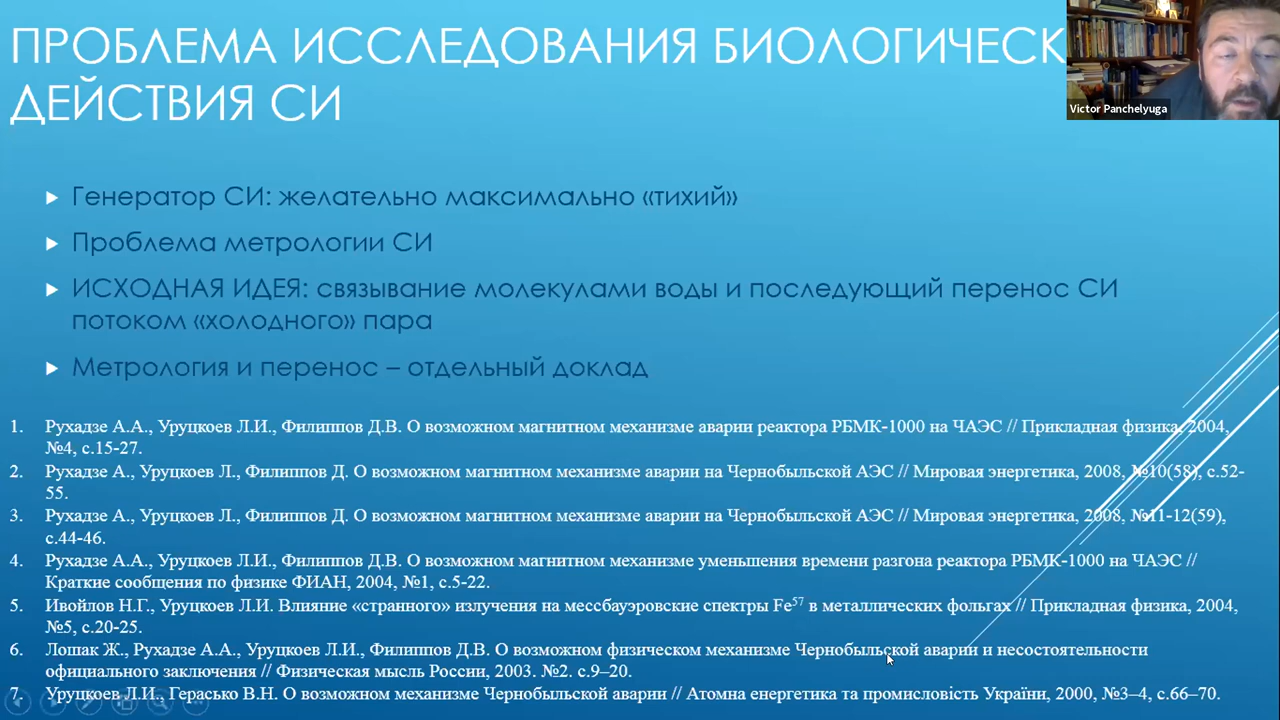 ПРОБЛЕМА ИССЛЕДОВАНИЯ БИОЛОГИЧЕСК
ДЕЙСТВИЯ СИ
Victor Panchelyuga
Генератор СИ: желательно максимально «тихий»
Проблема метрологии СИ
ИСХОДНАЯ ИДЕЯ: связывание молекулами воды и последующий перенос СИ
потоком «холодного» пара
Метрология и перенос – отдельный доклад
1. Рухадзе А.А., Уруцкоев Л.И., Филиппов Д.В. О возможном магнитном механизме аварии реактора РБМК-1000 на ЧАЭС // Прикладная физика, 2004,
№4, с.15-27.
2. Рухадзе А., Уруцкоев Л., Филиппов Д. О возможном магнитном механизме аварии на Чернобыльской АЭС // Мировая энергетика, 2008, №10(58), с.52-
55.
3. Рухадзе А., Уруцкоев Л., Филиппов Д. О возможном магнитном механизме аварии на Чернобыльской АЭС // Мировая энергетика, 2008, №11-12(59),
с.44-46.
4. Рухадзе А.А., Уруцкоев Л.И., Филиппов Д.В. О возможном магнитном механизме уменьшения времени разгона реактора РБМК-1000 на ЧАЭС //
Краткие сообщения по физике ФИАН, 2004, №1, с.5-22.
5. Ивойлов Н.Г., Уруцкоев Л.И. Влияние «странного» излучения на мессбауэровские спектры Fe⁵⁷ в металлических фольгах // Прикладная физика, 2004,
№5, с.20-25.
6. Лошак Ж., Рухадзе А.А., Уруцкоев Л.И., Филиппов Д.В. О возможном физическом механизме Чернобыльской аварии и несостоятельности
официального заключения // Физическая мысль России, 2003. №2. с.9–20.
7. Уруцкоев Л.И., Герасько В.Н. О возможном механизме Чернобыльской аварии // Атомна енергетика та промисловість України, 2000, №3–4, с.66–70.